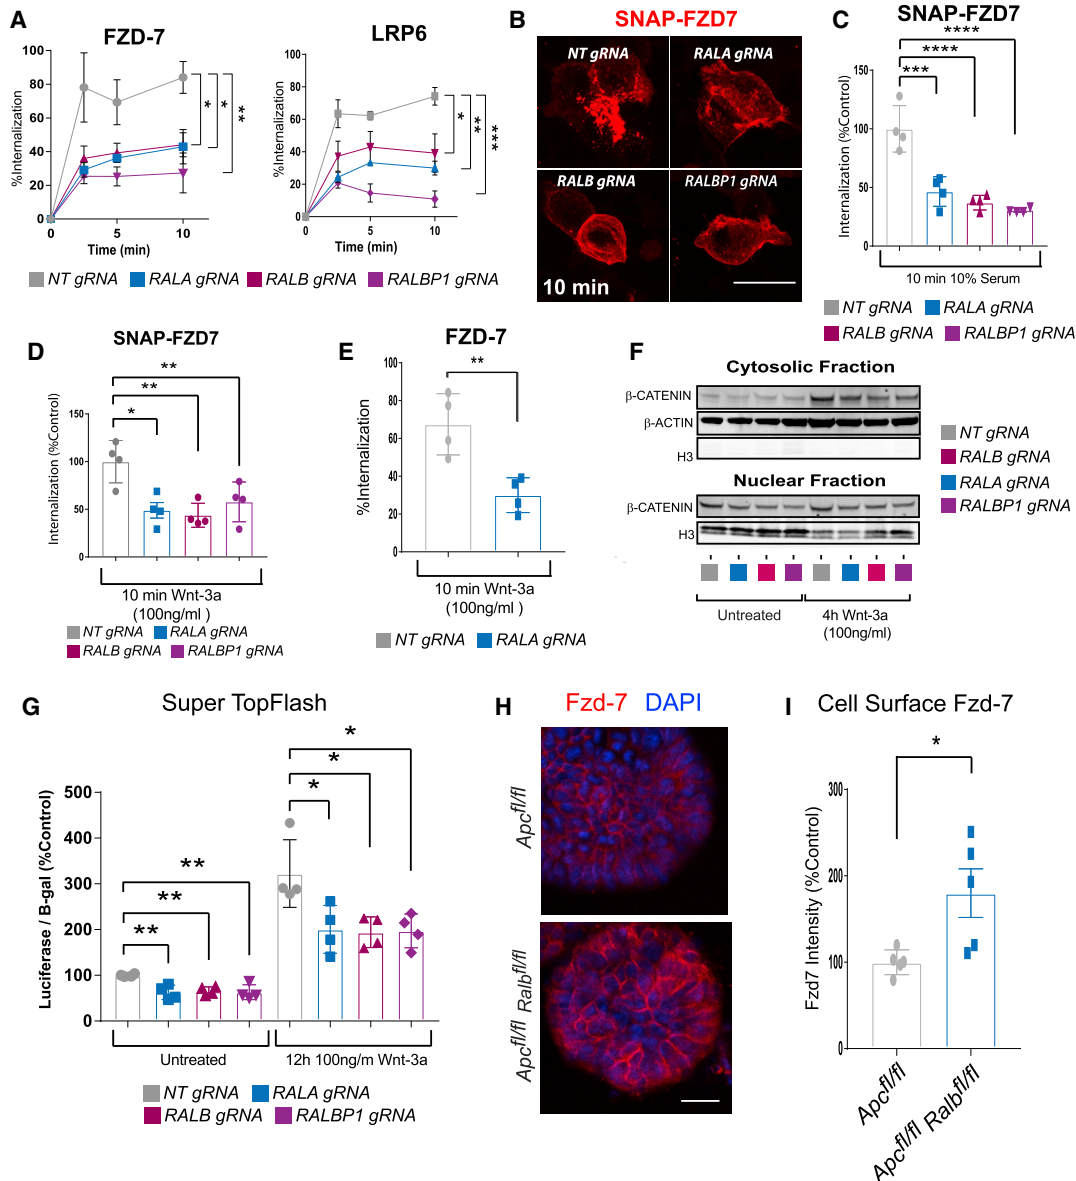 A
FZD-7
LRP6
%Internalization
100
80
60
40
20
0
0 5 10
Time (min)
*
*
**
%Internalization
100
80
60
40
20
0
0 5 10
Time (min)
*
**
***
NT gRNA RALA gRNA RALB gRNA RALBP1 gRNA
B
SNAP-FZD7
NT gRNA
RALA gRNA
RALB gRNA
RALBP1 gRNA
10 min
C
SNAP-FZD7
****
****
***
Internalization (%Control)
150
100
50
0
10 min 10% Serum
NT gRNA RALA gRNA
RALB gRNA RALBP1 gRNA
D
SNAP-FZD7
**
**
*
Internalization (%Control)
150
100
50
0
10 min Wnt-3a
(100ng/ml )
NT gRNA RALA gRNA
RALB gRNA RALBP1 gRNA
E
FZD-7
**
%Internalization
100
80
60
40
20
0
10 min Wnt-3a
(100ng/ml )
NT gRNA RALA gRNA
F
Cytosolic Fraction
β-CATENIN
β-ACTIN
H3
Nuclear Fraction
β-CATENIN
H3
Untreated
4h Wnt-3a
(100ng/ml)
NT gRNA
RALB gRNA
RALA gRNA
RALBP1 gRNA
G
Super TopFlash
Luciferase / B-gal (%Control)
500
400
300
200
100
0
**
**
**
*
*
*
Untreated
12h 100ng/m Wnt-3a
NT gRNA RALA gRNA
RALB gRNA RALBP1 gRNA
H
Fzd-7 DAPI
Apcfl/fl
Apcfl/fl Ralbfl/fl
I
Cell Surface Fzd-7
*
Fzd7 Intensity (%Control)
300
200
100
0
Apcfl/fl
Apcfl/fl Ralbfl/fl